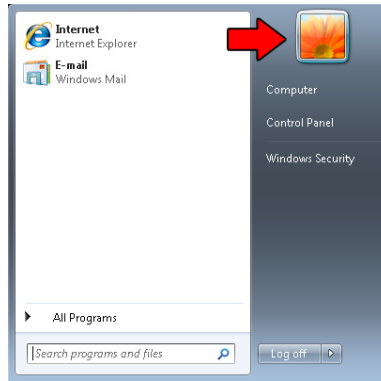 Internet
Internet Explorer
E-mail
Windows Mail
Computer
Control Panel
Windows Security
All Programs
Search programs and files
Log off